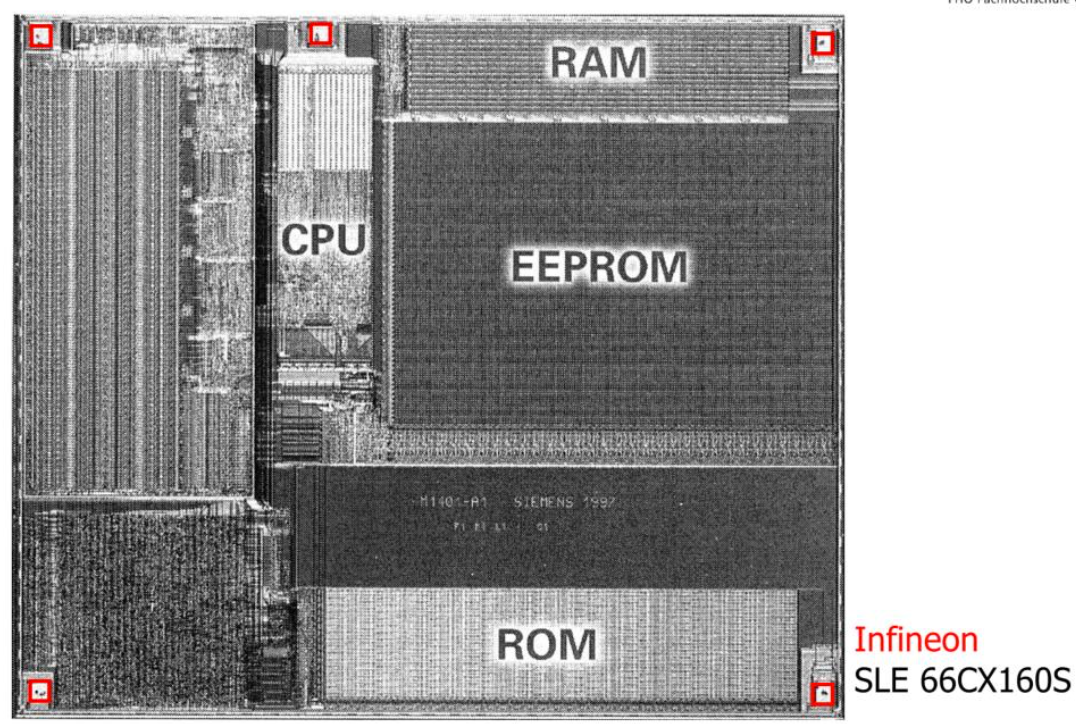 RAM
CPU
EEPROM
M1401-A1 SIEMENS 1997
ROM
Infineon
SLE 66CX160S